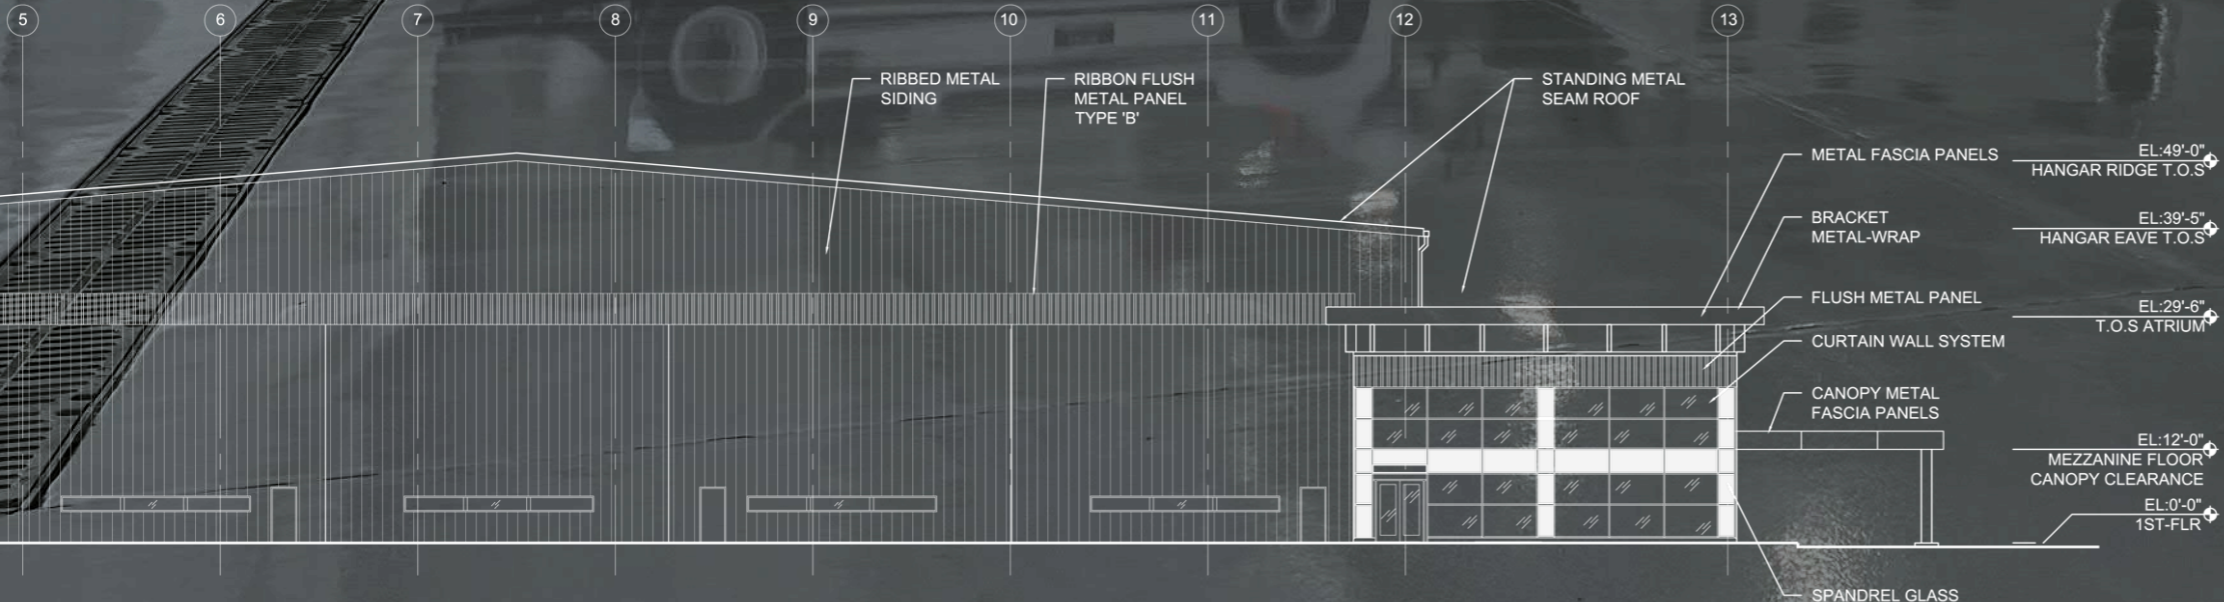 5
6
7
8
9
10
11
12
13
RIBBED METAL
SIDING
RIBBON FLUSH
METAL PANEL
TYPE 'B'
STANDING METAL
SEAM ROOF
METAL FASCIA PANELS
BRACKET
METAL-WRAP
FLUSH METAL PANEL
CURTAIN WALL SYSTEM
CANOPY METAL
FASCIA PANELS
SPANDREL GLASS
EL:49'-0"
HANGAR RIDGE T.O.S
EL:39'-5"
HANGAR EAVE T.O.S
EL:29'-6"
T.O.S ATRIUM
EL:12'-0"
MEZZANINE FLOOR
CANOPY CLEARANCE
EL:0'-0"
1ST-FLR